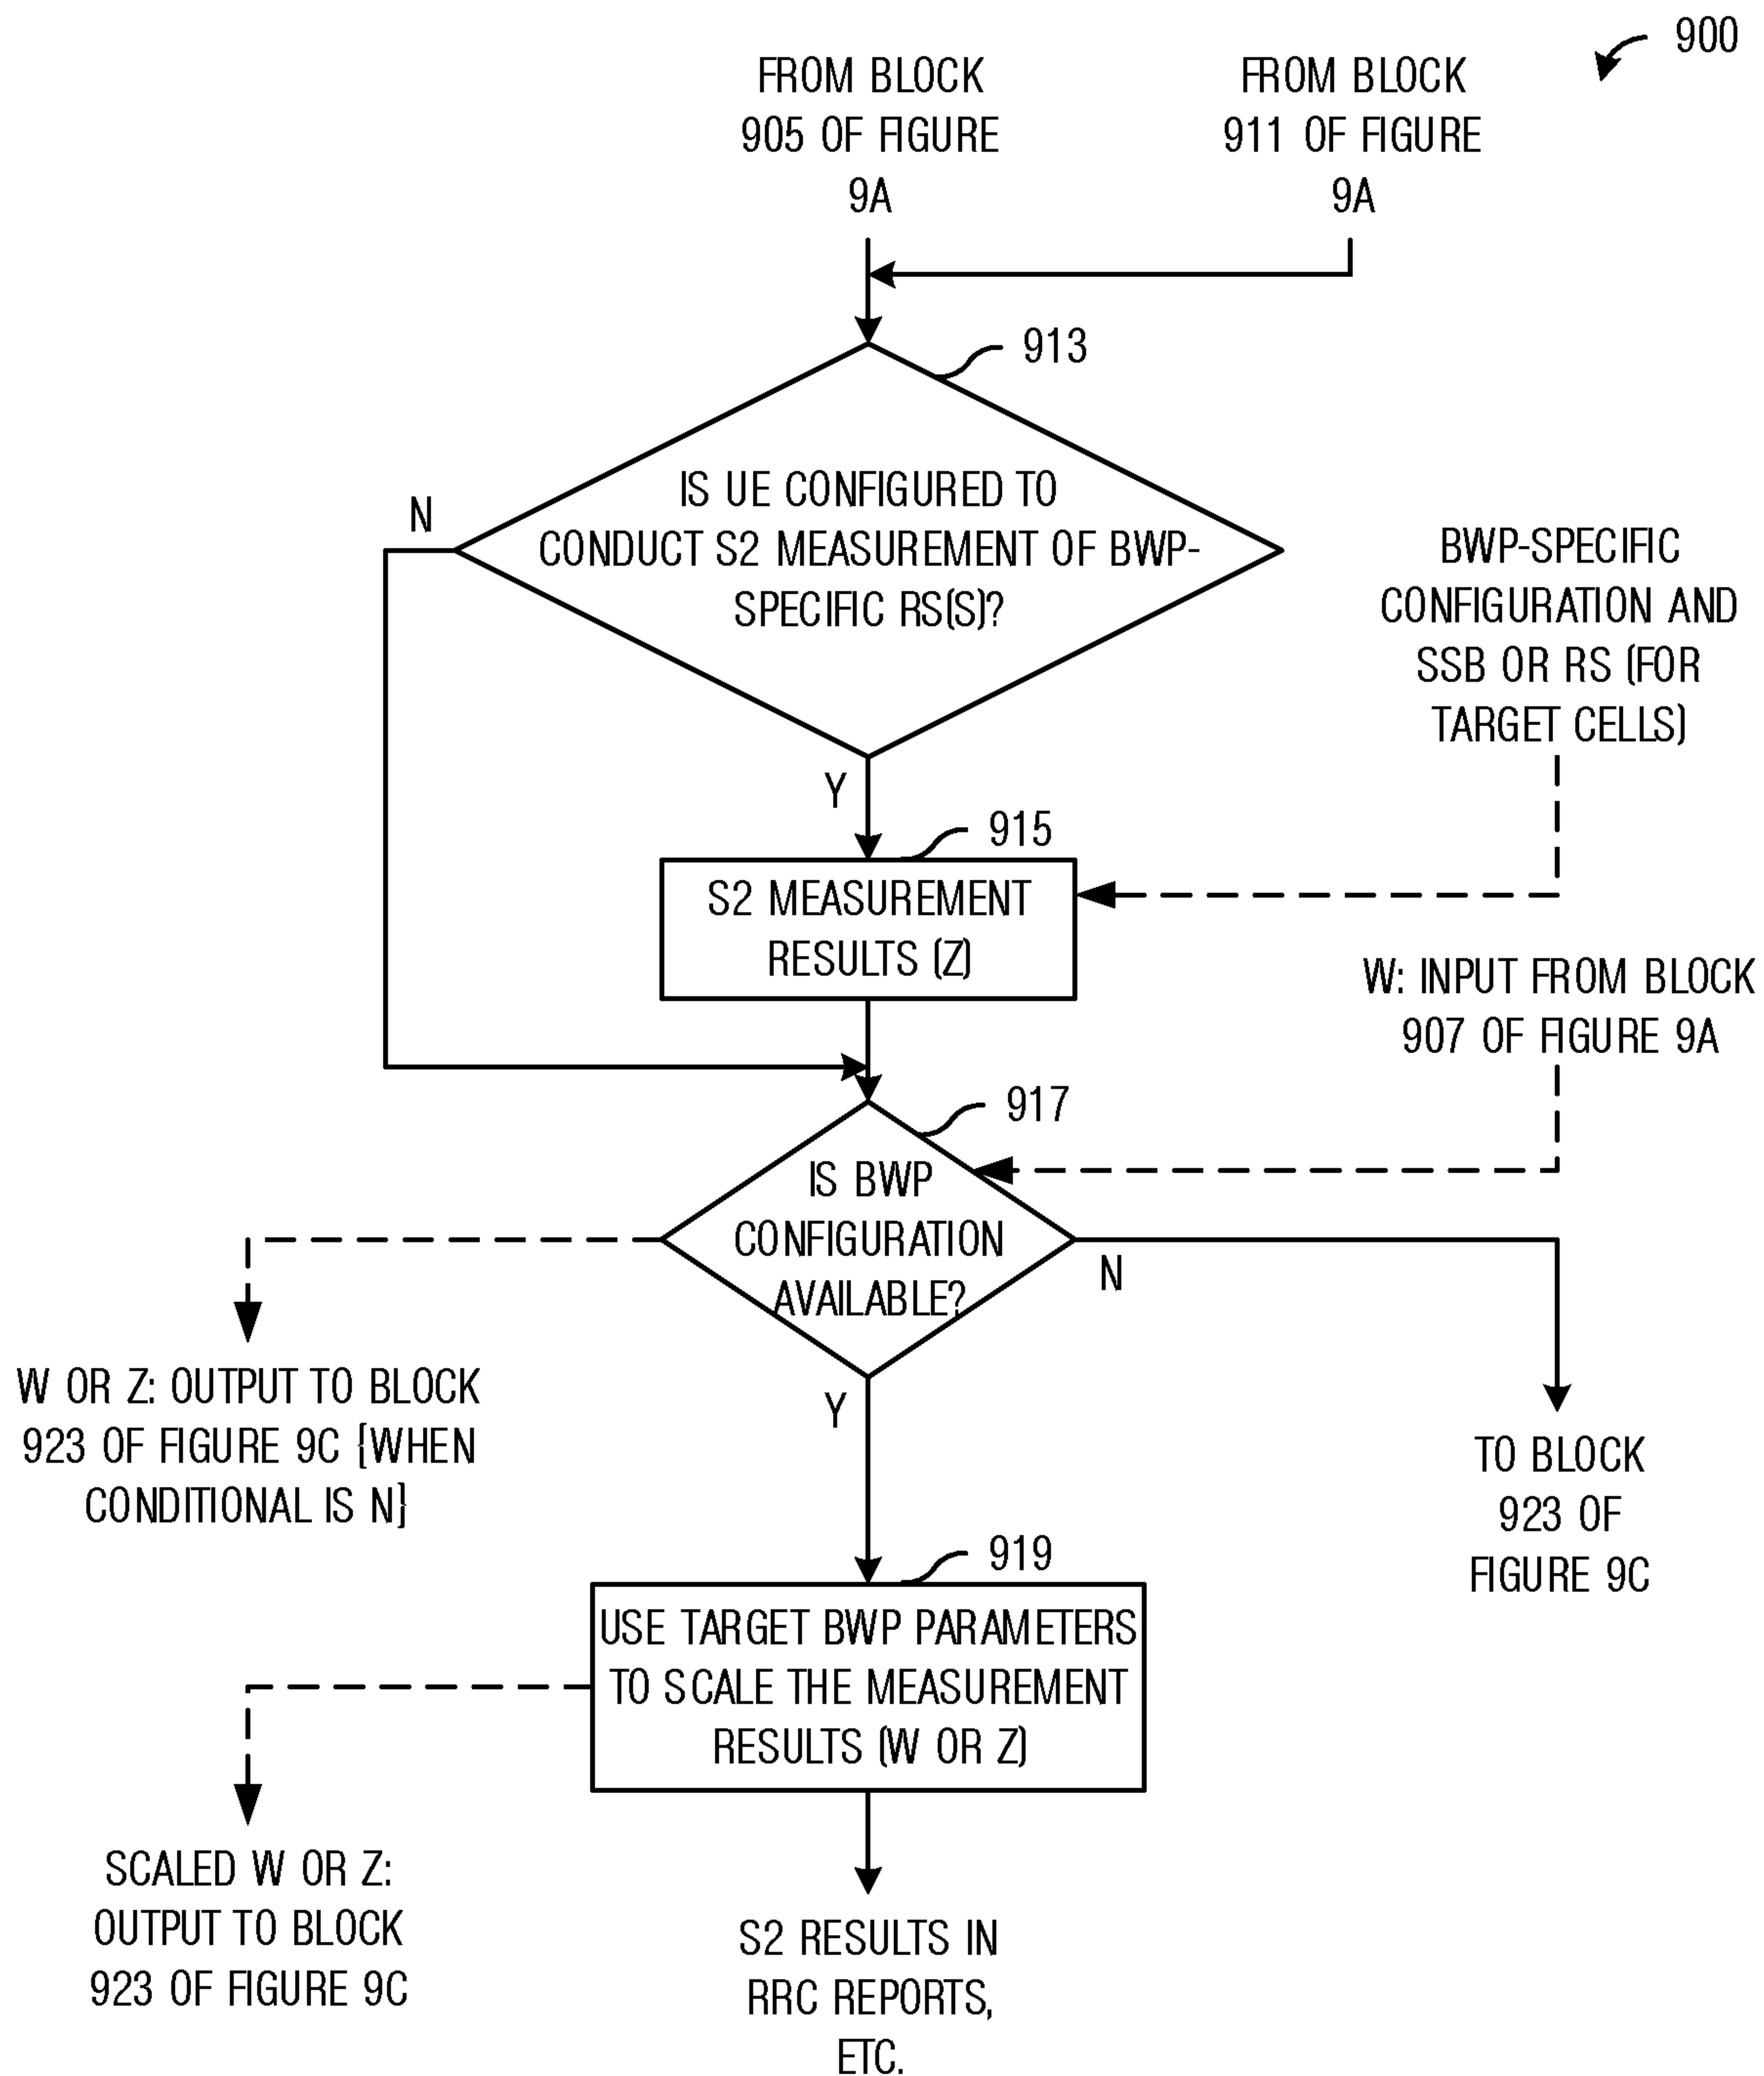 900
FROM BLOCK
905 OF FIGURE
9A
FROM BLOCK
911 OF FIGURE
9A
913
IS UE CONFIGURED TO
CONDUCT S2 MEASUREMENT OF BWP-
SPECIFIC RS(S)?
N
Y
BWP-SPECIFIC
CONFIGURATION AND
SSB OR RS (FOR
TARGET CELLS)
915
S2 MEASUREMENT
RESULTS (Z)
W: INPUT FROM BLOCK
907 OF FIGURE 9A
917
IS BWP
CONFIGURATION
AVAILABLE?
N
Y
W OR Z: OUTPUT TO BLOCK
923 OF FIGURE 9C {WHEN
CONDITIONAL IS N}
TO BLOCK
923 OF
FIGURE 9C
919
USE TARGET BWP PARAMETERS
TO SCALE THE MEASUREMENT
RESULTS (W OR Z)
SCALED W OR Z:
OUTPUT TO BLOCK
923 OF FIGURE 9C
S2 RESULTS IN
RRC REPORTS,
ETC.